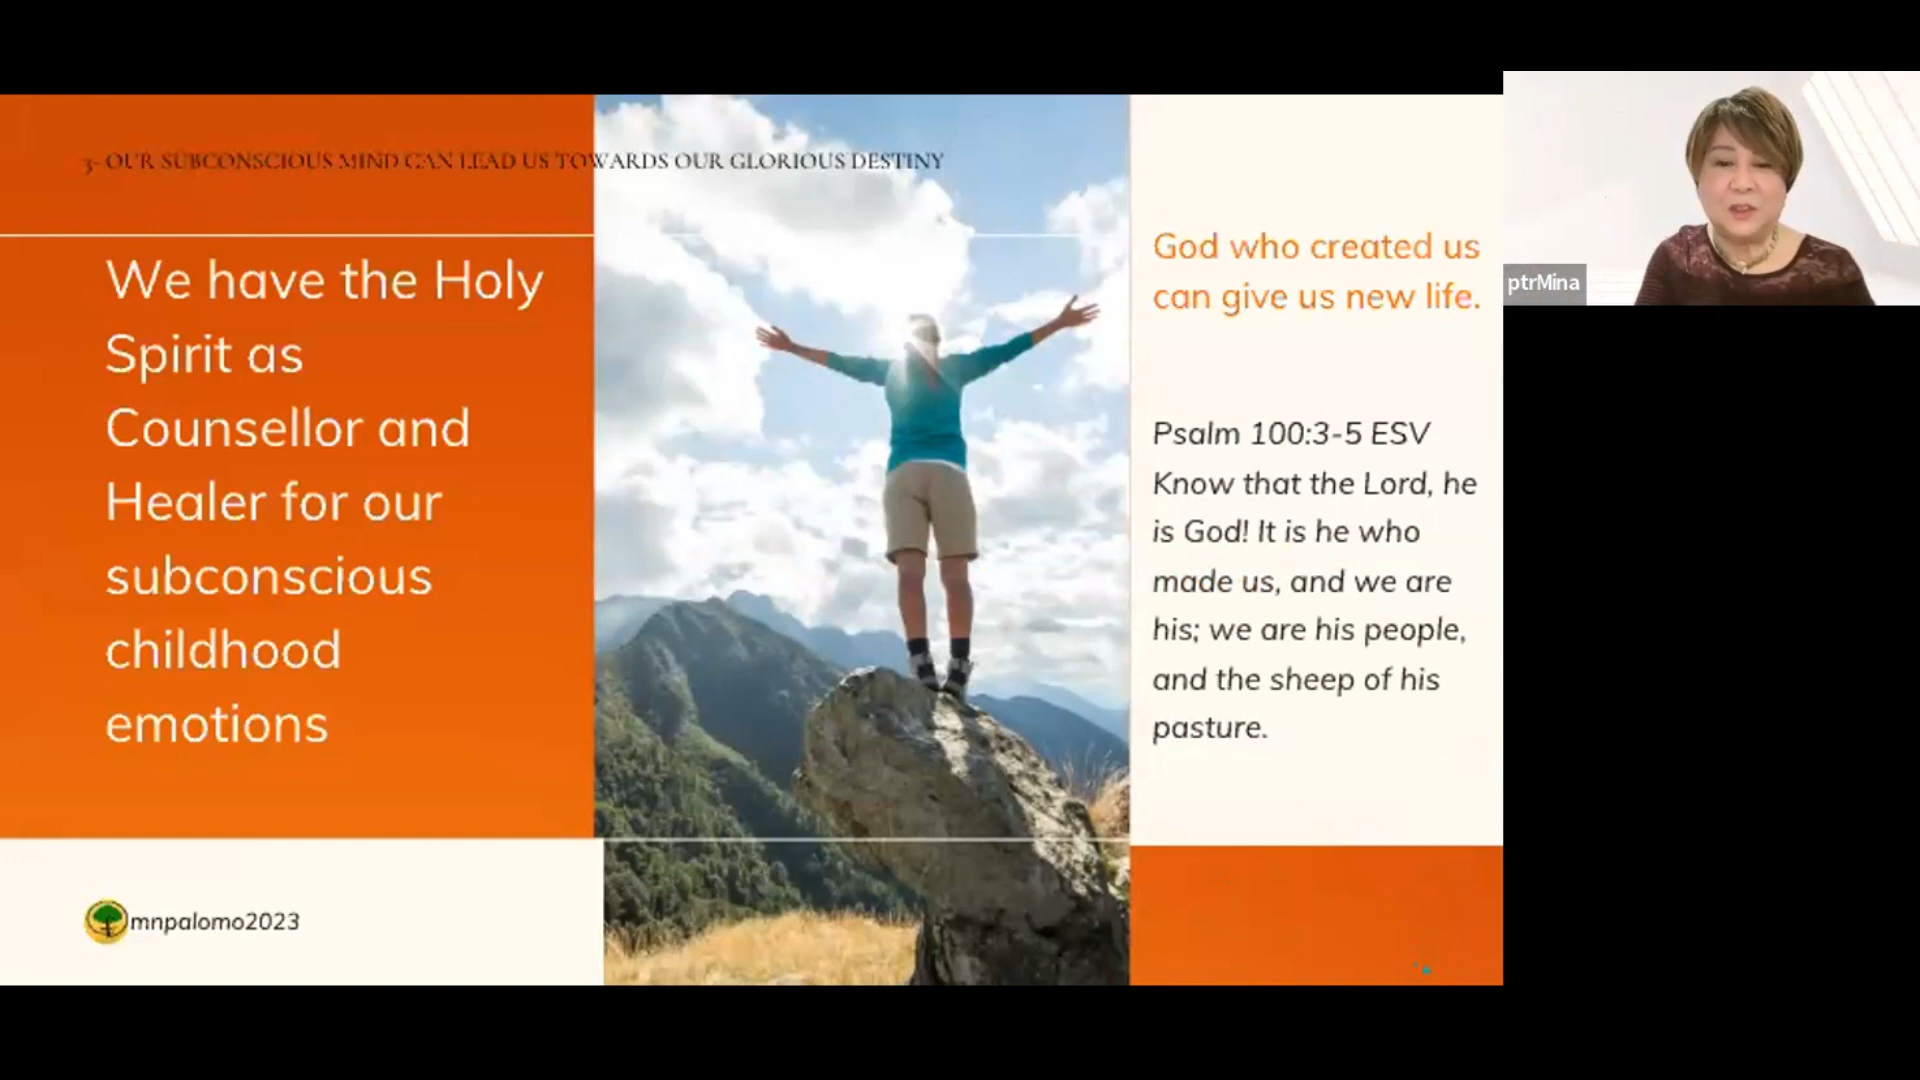 3- OUR SUBCONSCIOUS MIND CAN LEAD US TOWARDS OUR GLORIOUS DESTINY
We have the Holy
Spirit as
Counsellor and
Healer for our
subconscious
childhood
emotions
God who created us
can give us new life.
Psalm 100:3-5 ESV
Know that the Lord, he
is God! It is he who
made us, and we are
his; we are his people,
and the sheep of his
pasture.
mnpalomo2023
ptrMina